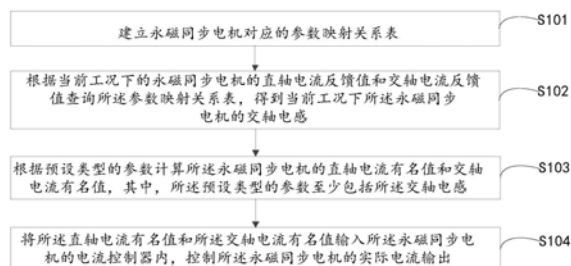 建立永磁同步电机对应的参数映射关系表
S101
根据当前工况下的永磁同步电机的直轴电流反馈值和交轴电流反馈
值查询所述参数映射关系表，得到当前工况下所述永磁同步
电机的交轴电感
S102
根据预设类型的参数计算所述永磁同步电机的直轴电流有名值和交轴
电流有名值，其中，所述预设类型的参数至少包括所述交轴电感
S103
将所述直轴电流有名值和所述交轴电流有名值输入所述永磁同步电
机的电流控制器内，控制所述永磁同步电机的实际电流输出
S104